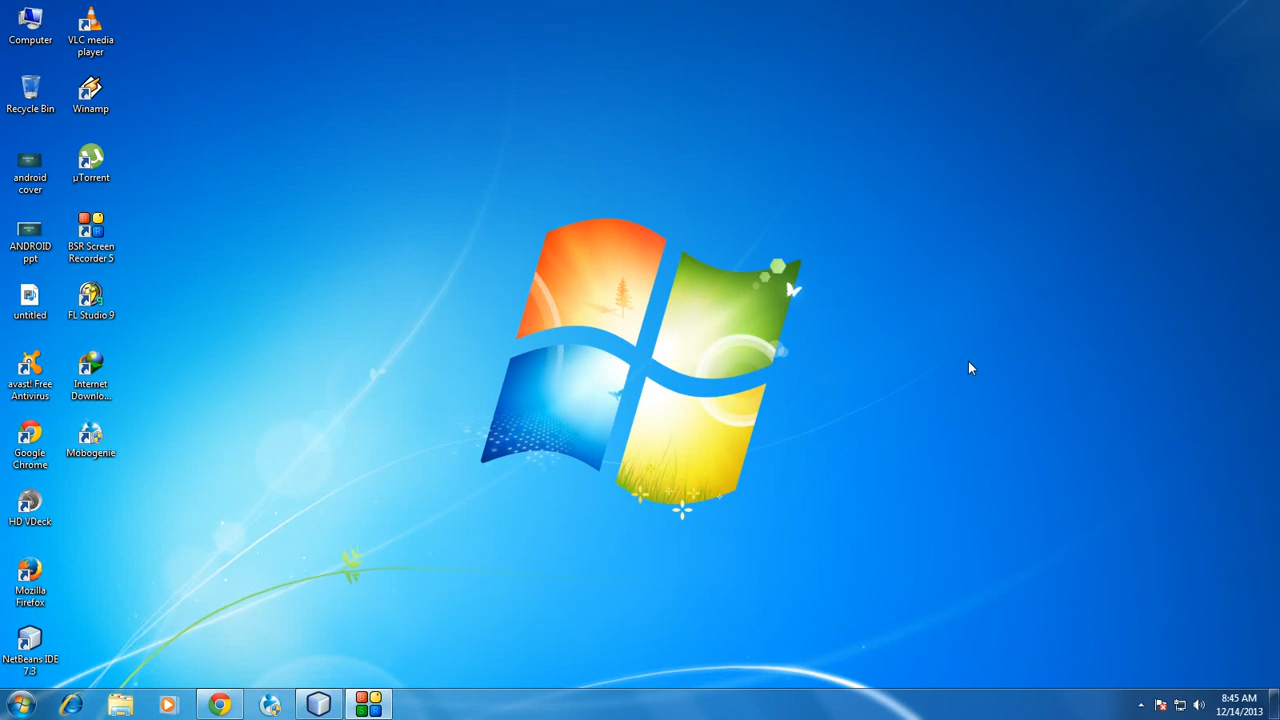 Computer
VLC media
player
Recycle Bin
Winamp
android
cover
µTorrent
ANDROID
ppt
BSR Screen
Recorder 5
untitled
FL Studio 9
avast! Free
Antivirus
Internet
Downlo...
Google
Chrome
Mobogenie
HD VDeck
Mozilla
Firefox
NetBeans IDE
7.3
8:45 AM
12/14/2013